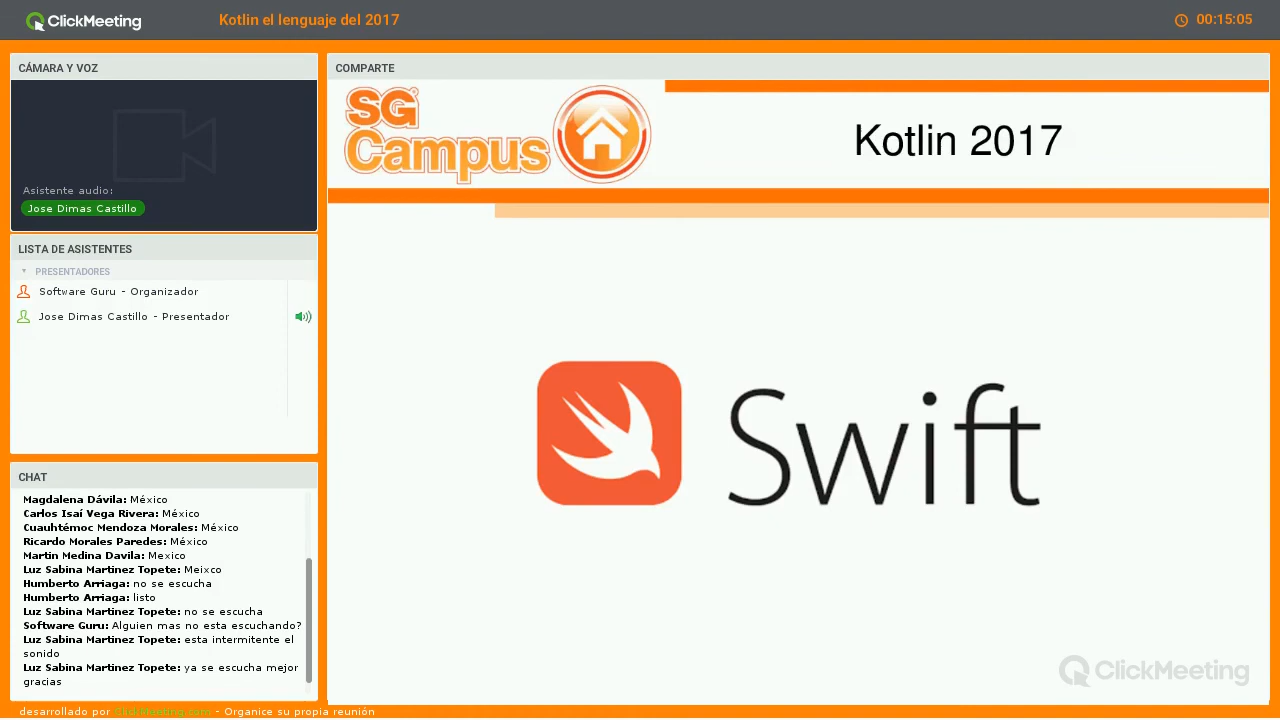 ClickMeeting
Kotlin el lenguaje del 2017
00:15:05
CÁMARA Y VOZ
Asistente audio:
Jose Dimas Castillo
LISTA DE ASISTENTES
PRESENTADORES
Software Guru - Organizador
Jose Dimas Castillo - Presentador
CHAT
Magdalena Dávila: México
Carlos Isaí Vega Rivera: México
Cuauhtémoc Mendoza Morales: México
Ricardo Morales Paredes: México
Martin Medina Davila: Mexico
Luz Sabina Martinez Topete: Meixco
Humberto Arriaga: no se escucha
Humberto Arriaga: listo
Luz Sabina Martinez Topete: no se escucha
Software Guru: Alguien mas no esta escuchando?
Luz Sabina Martinez Topete: esta intermitente el
sonido
Luz Sabina Martinez Topete: ya se escucha mejor
gracias
COMPARTE
SG
Campus
Kotlin 2017
Swift
ClickMeeting
desarrollado por ClickMeeting.com - Organice su propia reunión